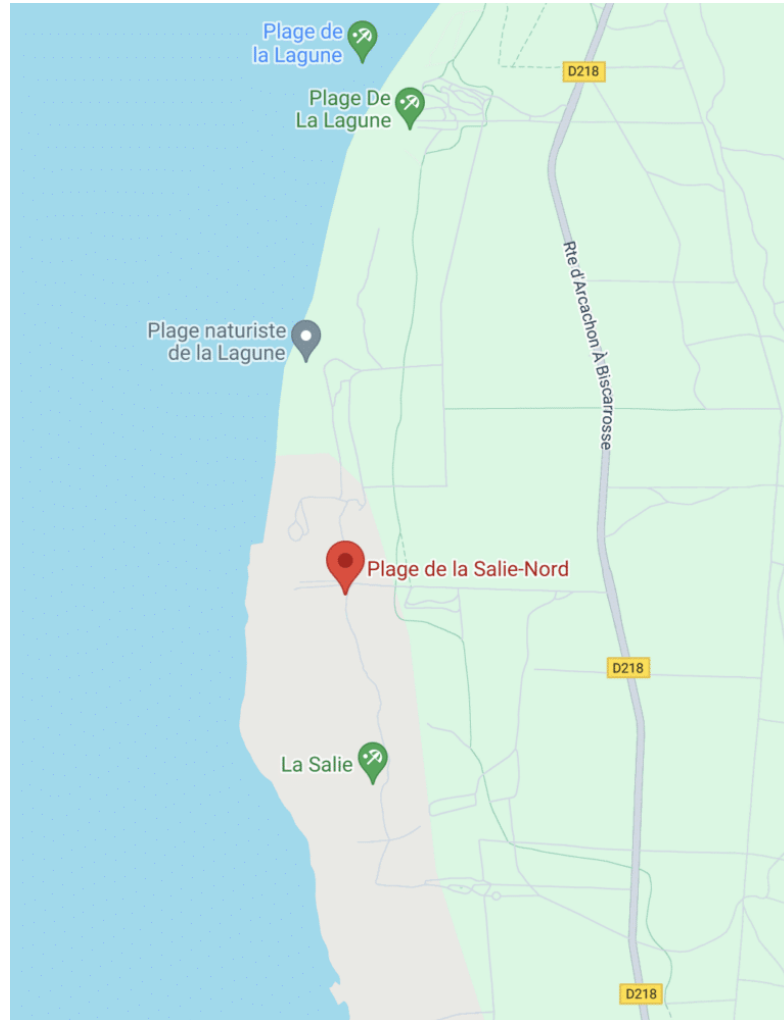 Plage de
la Lagune
D218
Plage De
La Lagune
Rte d'Arcachon À Biscarrosse
Plage naturiste
de la Lagune
Plage de la Salie-Nord
D218
La Salie
D218